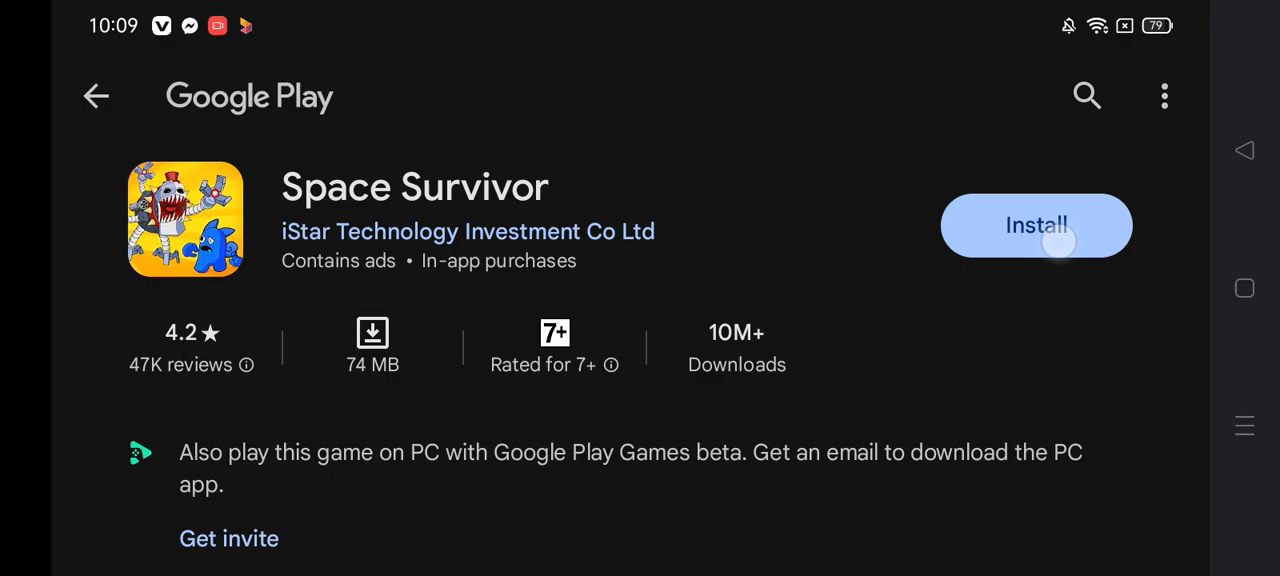 10:09
79
Google Play
Space Survivor
Install
iStar Technology Investment Co Ltd
Contains ads • In-app purchases
4.2★
7+
10M+
47K reviews
74 MB
Rated for 7+
Downloads
Also play this game on PC with Google Play Games beta. Get an email to download the PC
app.
Get invite